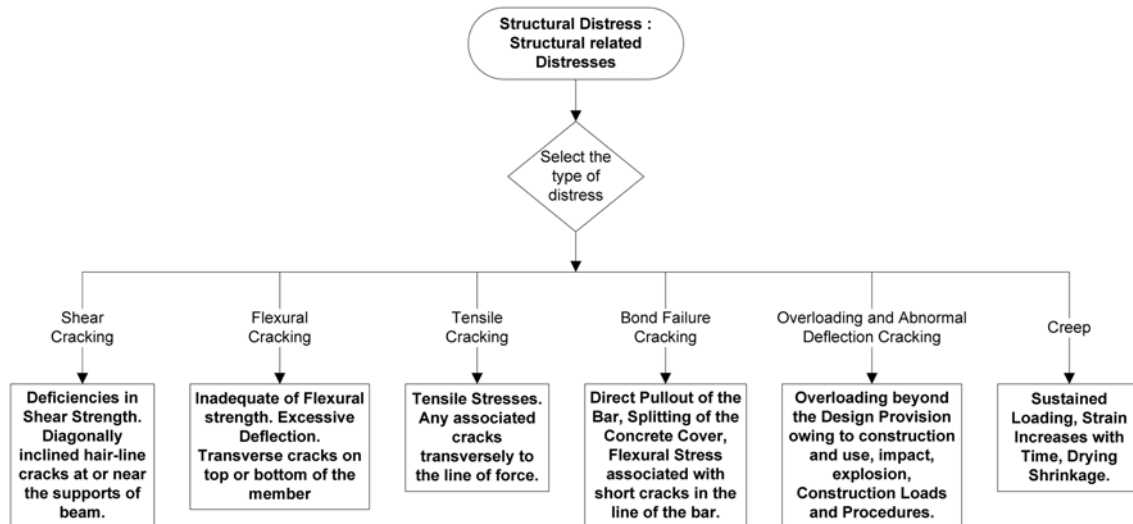 Structural Distress :
Structural related
Distresses
Select the
type of
distress
Shear
Cracking
Flexural
Cracking
Tensile
Cracking
Bond Failure
Cracking
Overloading and Abnormal
Deflection Cracking
Creep
Deficiencies in
Shear Strength.
Diagonally
inclined hair-line
cracks at or near
the supports of
beam.
Inadequate of Flexural
strength. Excessive
Deflection.
Transverse cracks on
top or bottom of the
member
Tensile Stresses.
Any associated
cracks
transversely to
the line of force.
Direct Pullout of the
Bar, Splitting of the
Concrete Cover,
Flexural Stress
associated with
short cracks in the
line of the bar.
Overloading beyond
the Design Provision
owing to construction
and use, impact,
explosion,
Construction Loads
and Procedures.
Sustained
Loading, Strain
Increases with
Time, Drying
Shrinkage.